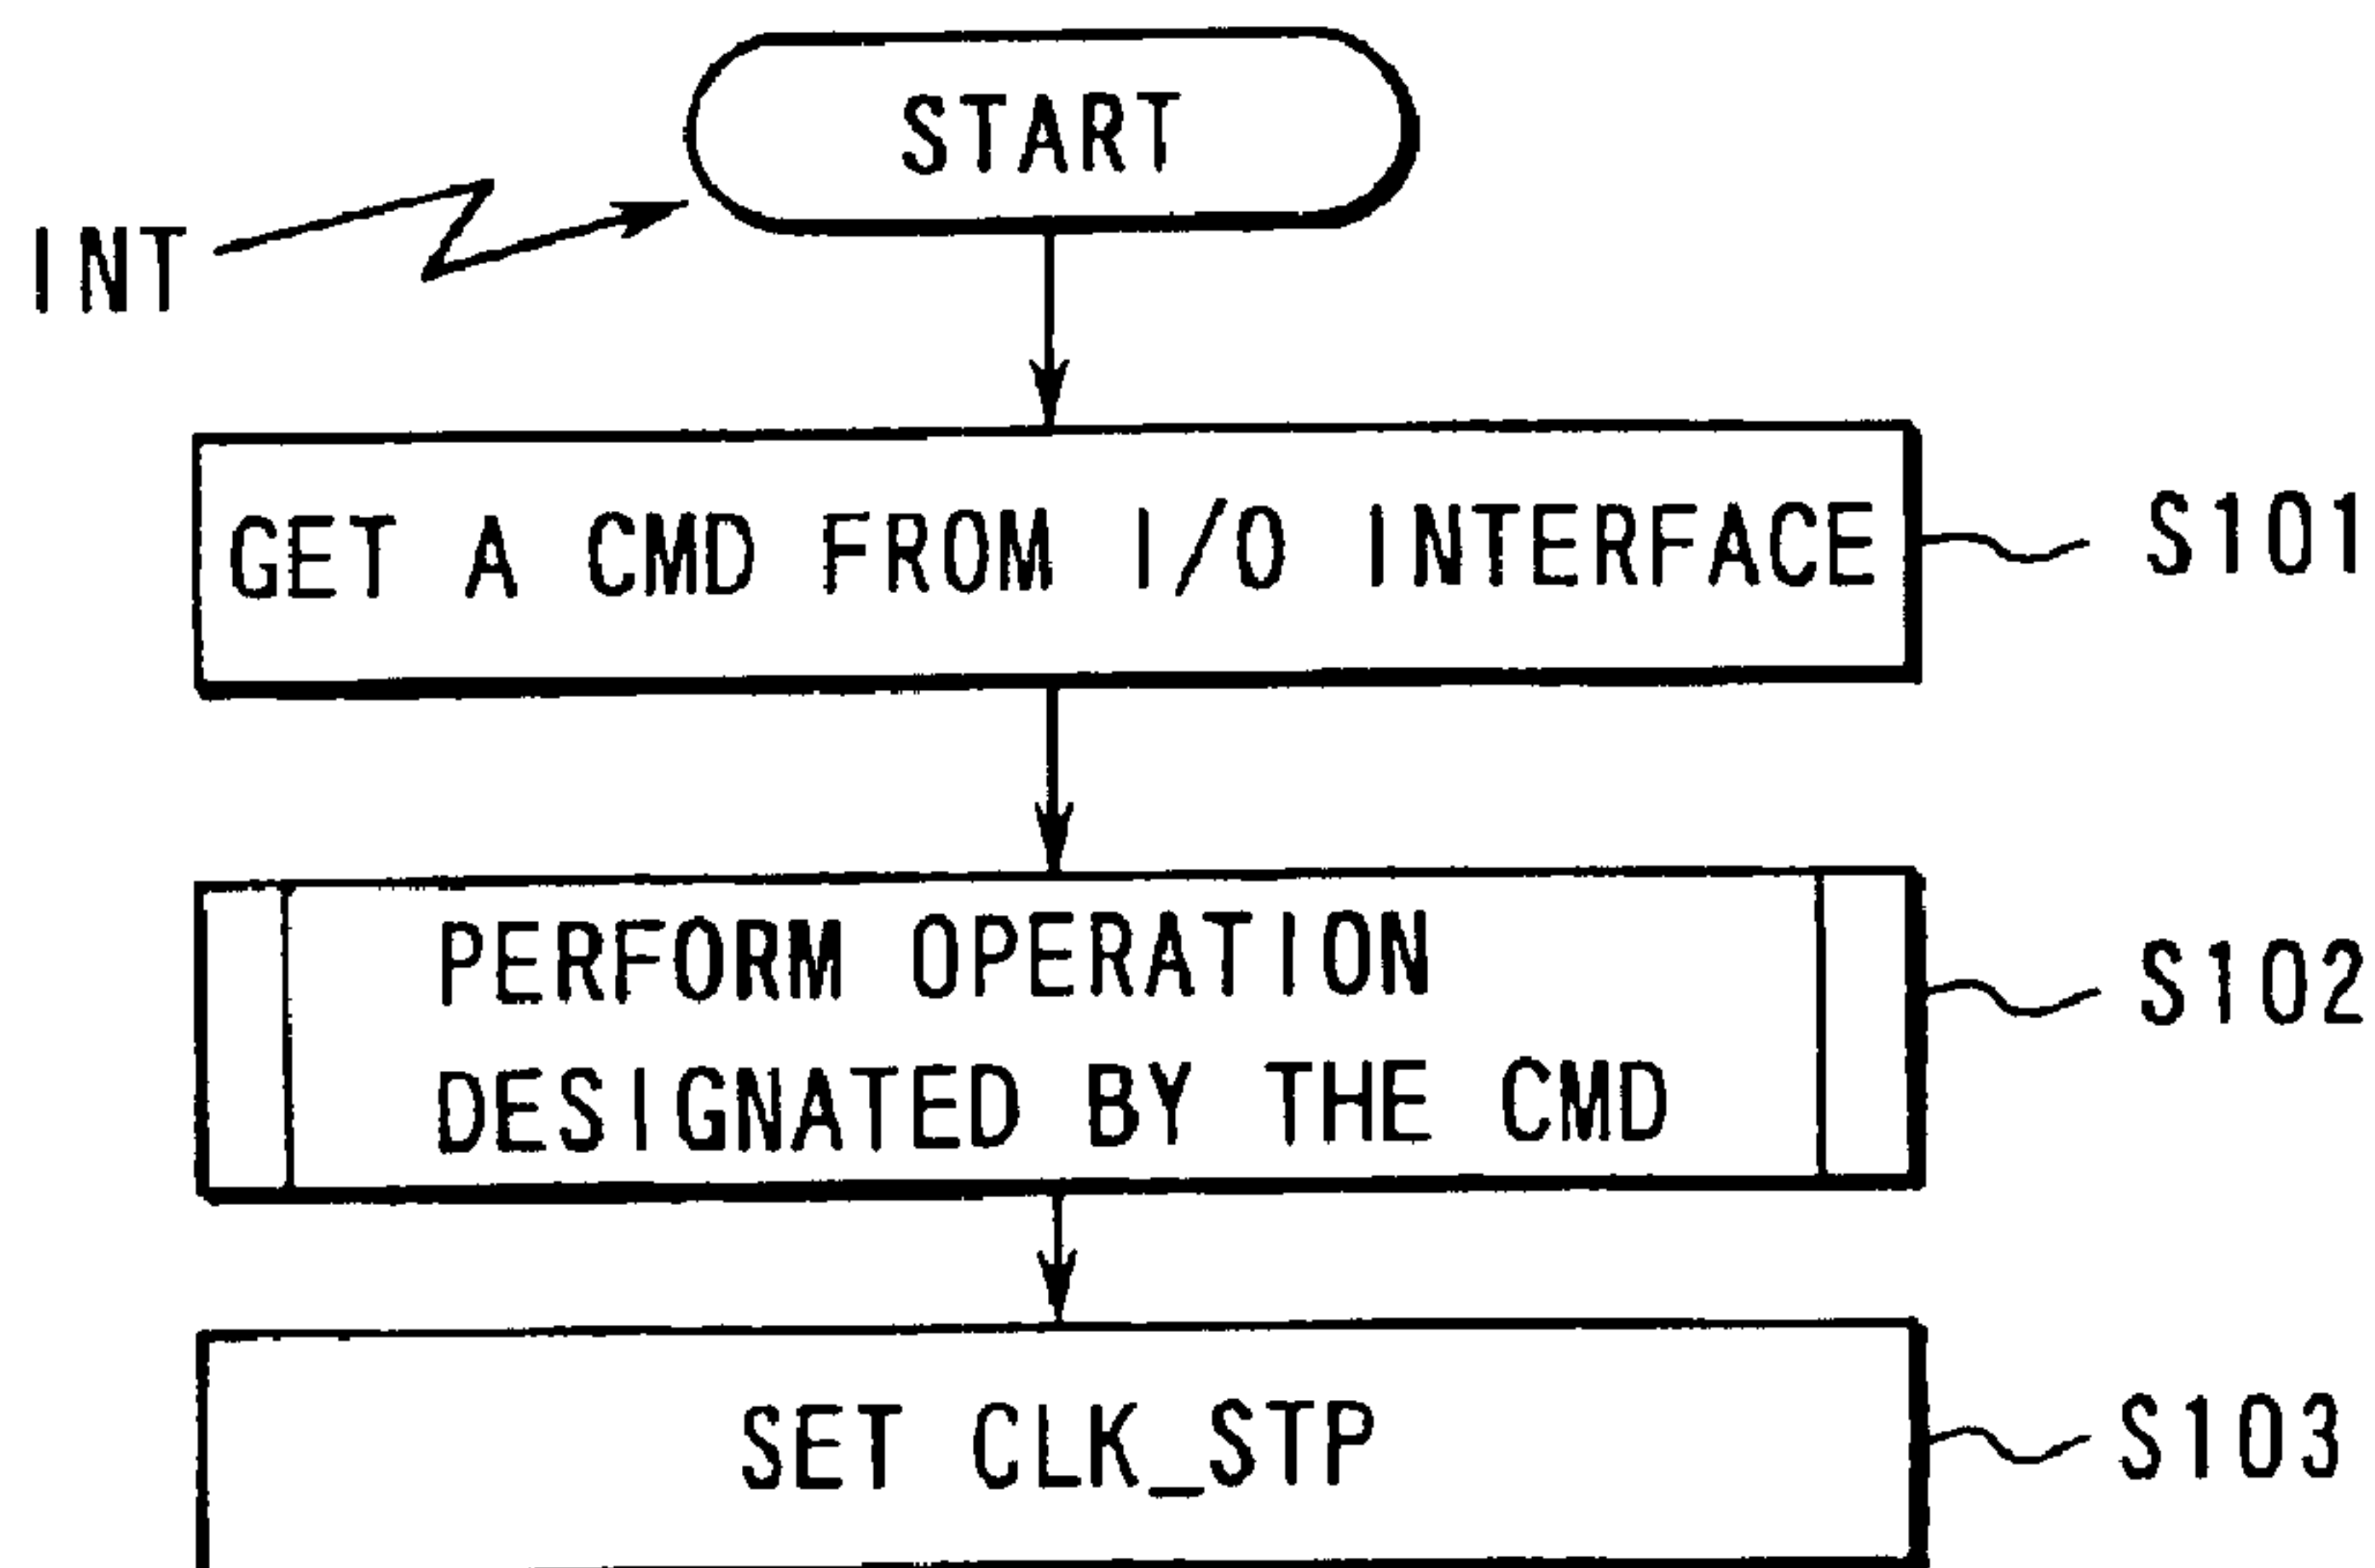 START
INT
GET A CMD FROM I/O INTERFACE
S101
PERFORM OPERATION
DESIGNATED BY THE CMD
S102
SET CLK_STP
S103